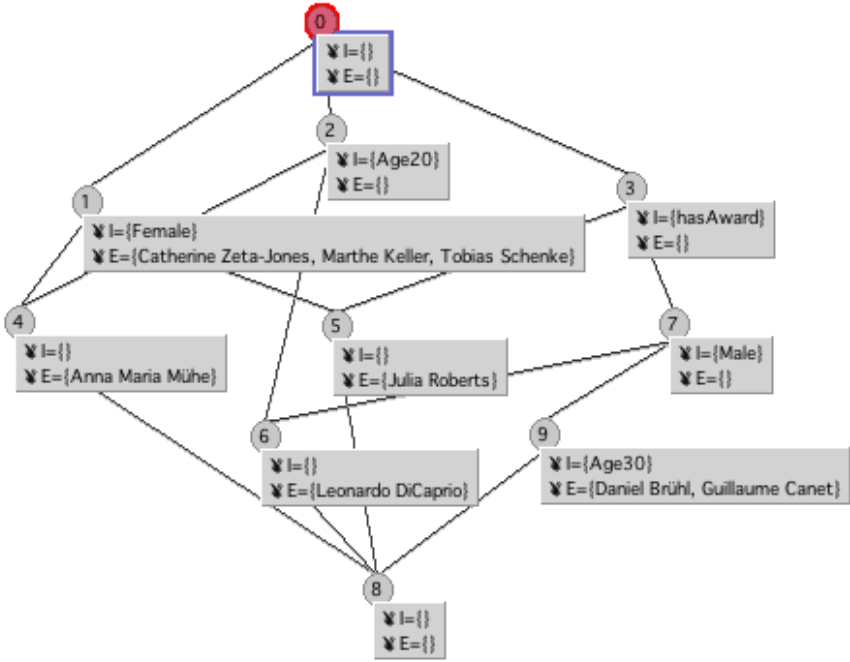 0
I={}
E={}
2
I={Age20}
E={}
1
I={Female}
E={Catherine Zeta-Jones, Marthe Keller, Tobias Schenke}
3
I={hasAward}
E={}
4
I={}
E={Anna Maria Mühe}
5
I={}
E={Julia Roberts}
7
I={Male}
E={}
6
I={}
E={Leonardo DiCaprio}
9
I={Age30}
E={Daniel Brühl, Guillaume Canet}
8
I={}
E={}